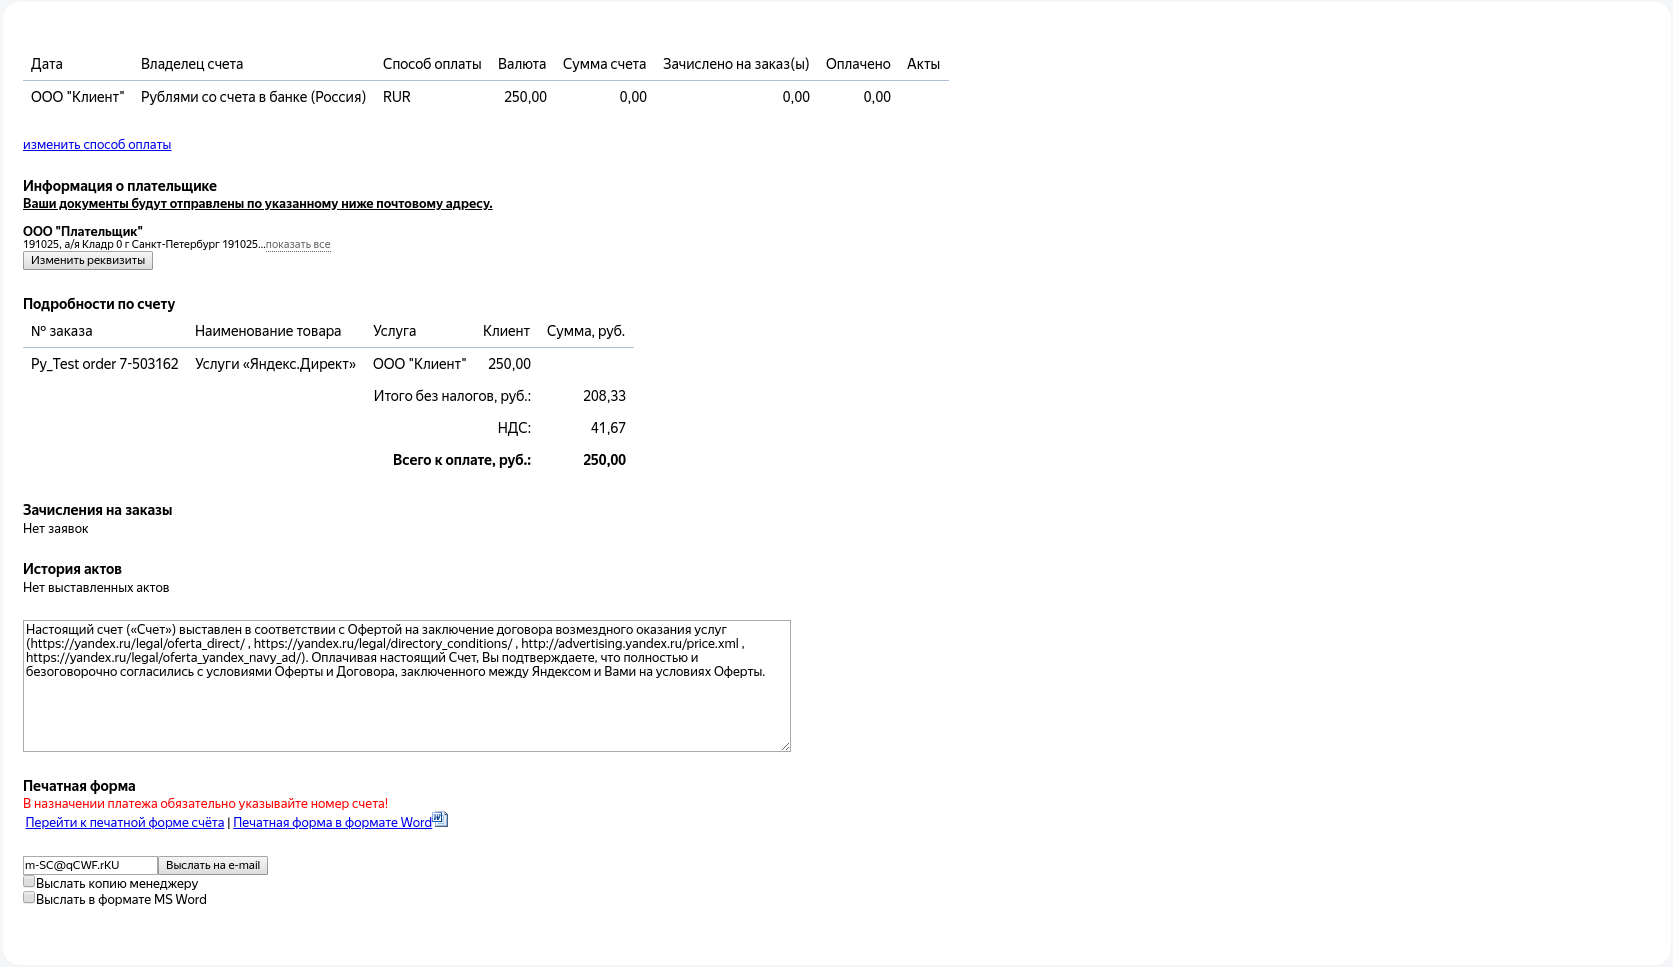 Дата Владелец счета Способ оплаты Валюта Сумма счета Зачислено на заказ(ы) Оплачено Акты
ООО "Клиент" Рублями со счета в банке (Россия) RUR 250,00 0,00 0,00 0,00
изменить способ оплаты
Информация о плательщике
Ваши документы будут отправлены по указанному ниже почтовому адресу.
ООО "Плательщик"
191025, а/я Кладр 0 г Санкт-Петербург 191025...показать все
Изменить реквизиты
Подробности по счету
№ заказа Наименование товара Услуга Клиент Сумма, руб.
Py_Test order 7-503162 Услуги «Яндекс.Директ» ООО "Клиент" 250,00
Итого без налогов, руб.: 208,33
НДС: 41,67
Всего к оплате, руб.: 250,00
Зачисления на заказы
Нет заявок
История актов
Нет выставленных актов
Настоящий счет («Счет») выставлен в соответствии с Офертой на заключение договора возмездного оказания услуг
(https://yandex.ru/legal/oferta_direct/ , https://yandex.ru/legal/directory_conditions/ , http://advertising.yandex.ru/price.xml ,
https://yandex.ru/legal/oferta_yandex_navy_ad/). Оплачивая настоящий Счет, Вы подтверждаете, что полностью и
безоговорочно согласились с условиями Оферты и Договора, заключенного между Яндексом и Вами на условиях Оферты.
Печатная форма
В назначении платежа обязательно указывайте номер счета!
Перейти к печатной форме счёта | Печатная форма в формате Word
m-SC@qCWF.rKU Выслать на e-mail
Выслать копию менеджеру
Выслать в формате MS Word